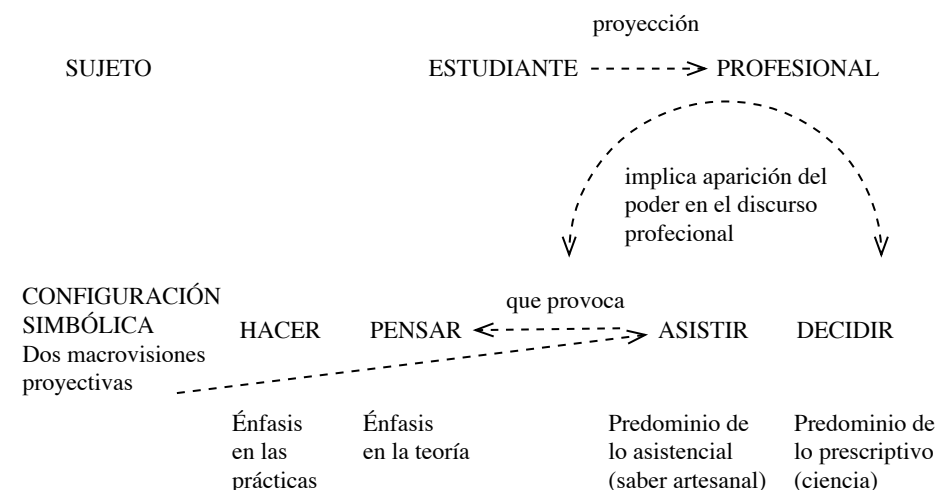 proyección
SUJETO ESTUDIANTE PROFESIONAL
implica aparición del
poder en el discurso
profecional
CONFIGURACIÓN
SIMBÓLICA
Dos macrovisiones
proyectivas
que provoca
HACER PENSAR ASISTIR DECIDIR
Énfasis
en las
prácticas
Énfasis
en la teoría
Predominio de
lo asistencial
(saber artesanal)
Predominio de
lo prescriptivo
(ciencia)